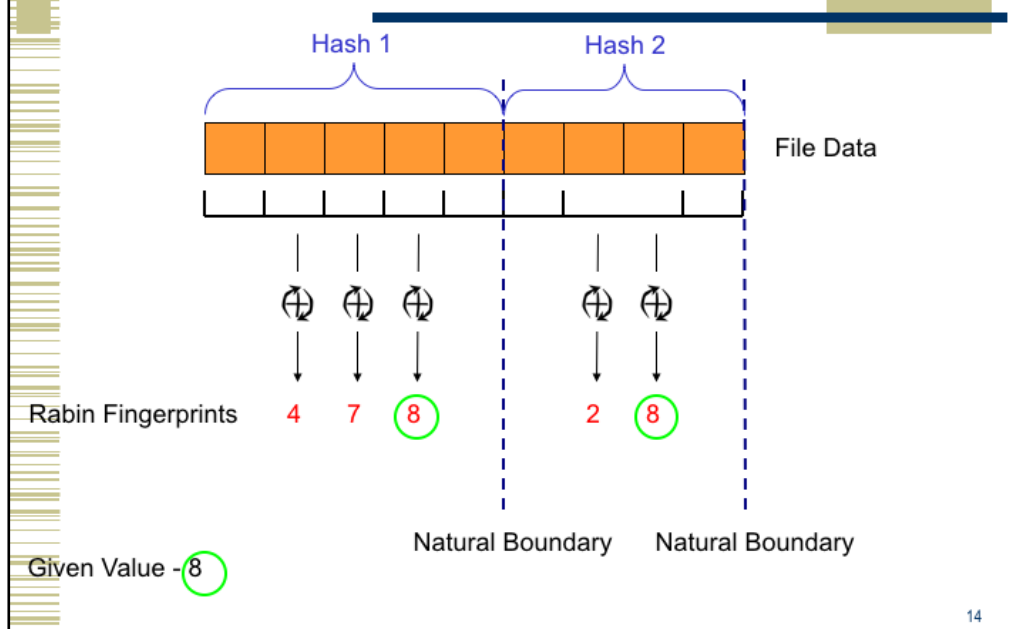 Hash 1 Hash 2
File Data
Rabin Fingerprints 4 7 8 2 8
Natural Boundary Natural Boundary
Given Value - 8
14